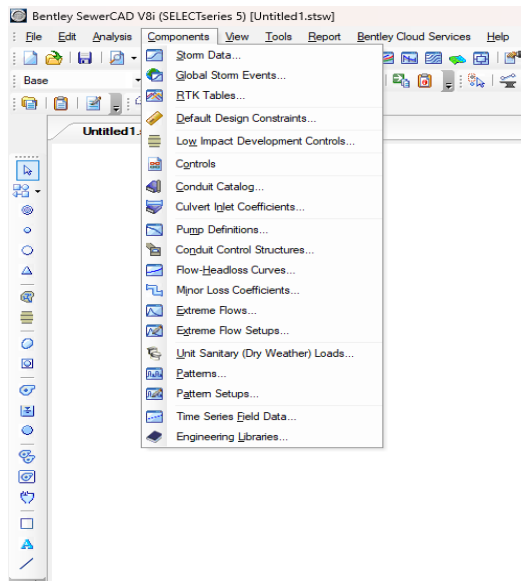 Bentley SewerCAD V8i (SELECTseries 5) [Untitled1.stsw]
File Edit Analysis Components View Tools Report Bentley Cloud Services Help
Base
Untitled1.
Storm Data...
Global Storm Events...
RTK Tables...
Default Design Constraints...
Low Impact Development Controls...
Controls
Conduit Catalog...
Culvert Inlet Coefficients...
Pump Definitions...
Conduit Control Structures...
Flow-Headloss Curves...
Minor Loss Coefficients...
Extreme Flows...
Extreme Flow Setups...
Unit Sanitary (Dry Weather) Loads...
Patterns...
Pattern Setups...
Time Series Field Data...
Engineering Libraries...